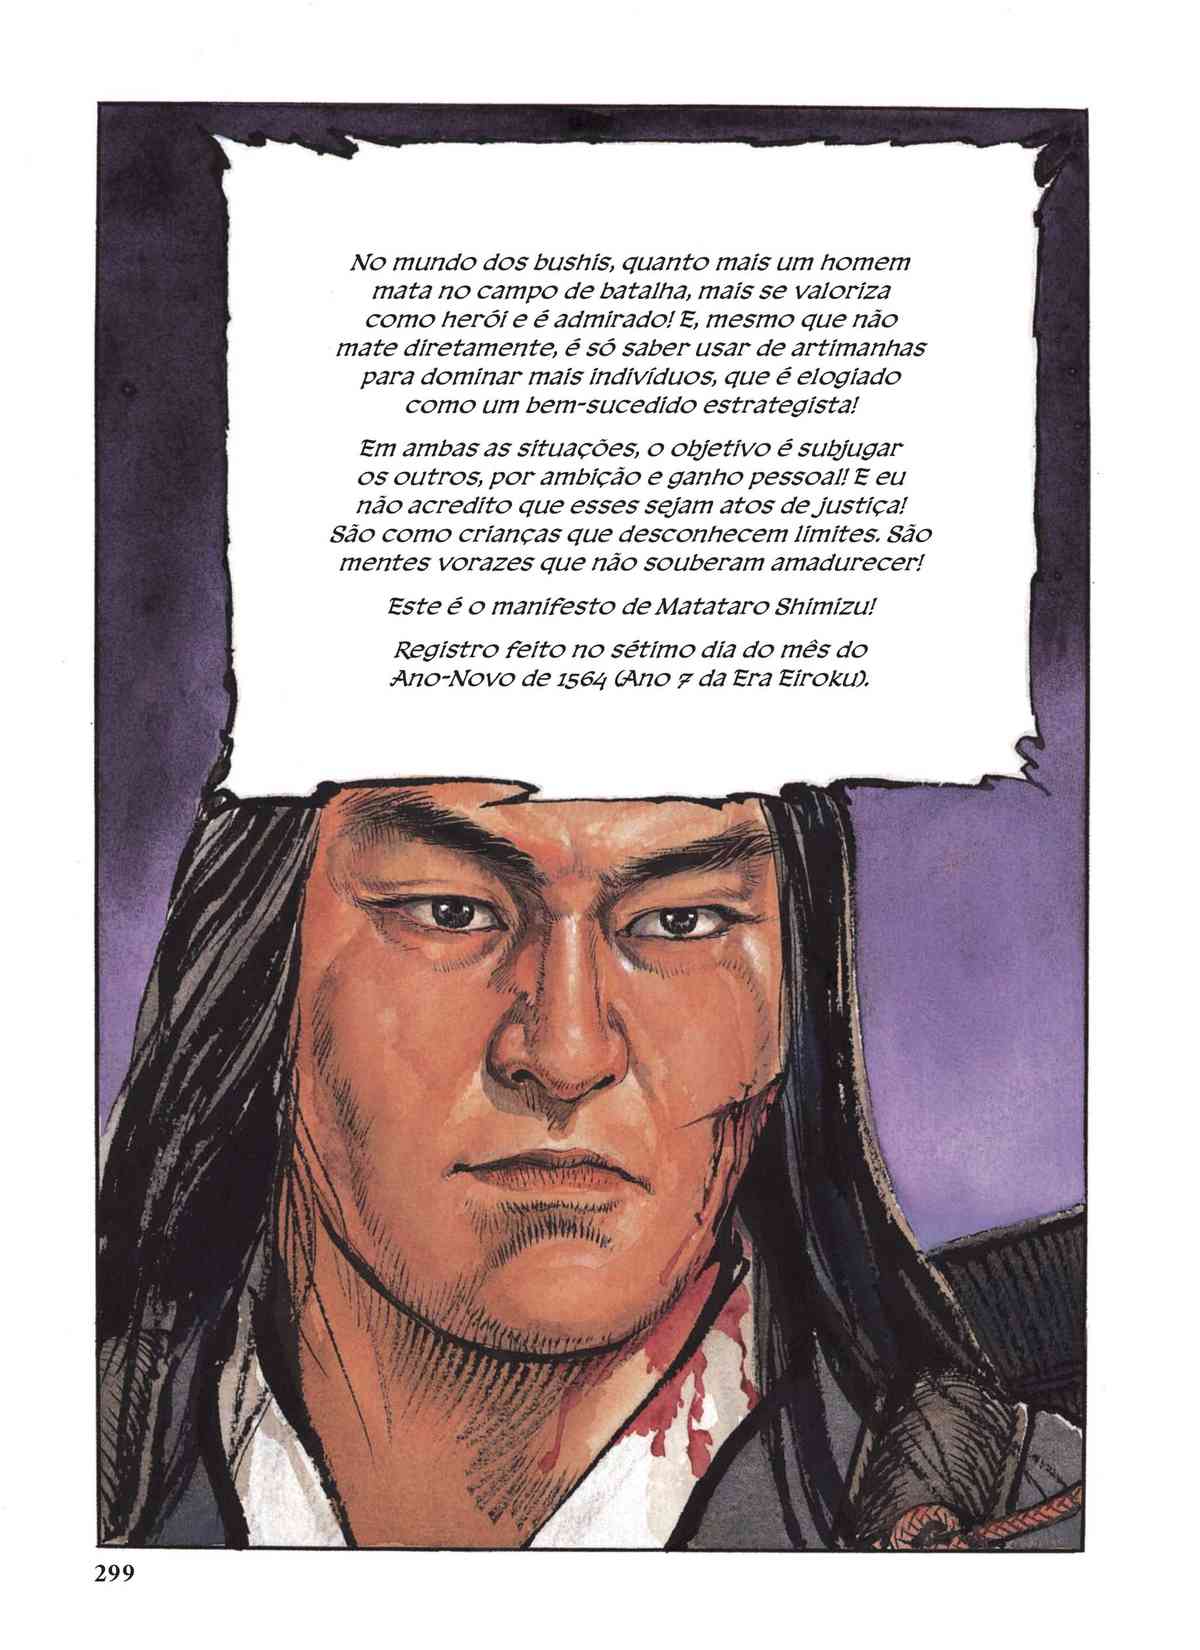 No mundo dos bushis, quanto mais um homem
mata no campo de batalha, mais se valoriza
como herói e é admirado! E, mesmo que não
mate diretamente, é só saber usar de artimanhas
para dominar mais indivíduos, que é elogiado
como um bem-sucedido estrategista!
Em ambas as situações, o objetivo é subjugar
os outros, por ambição e ganho pessoal! E eu
não acredito que esses sejam atos de justiça!
São como crianças que desconhecem limites. São
mentes vorazes que não souberam amadurecer!
Este é o manifesto de Matataro Shimizu!
Registro feito no sétimo dia do mês do
Ano-Novo de 1564 (Ano 7 da Era Eiroku).
299